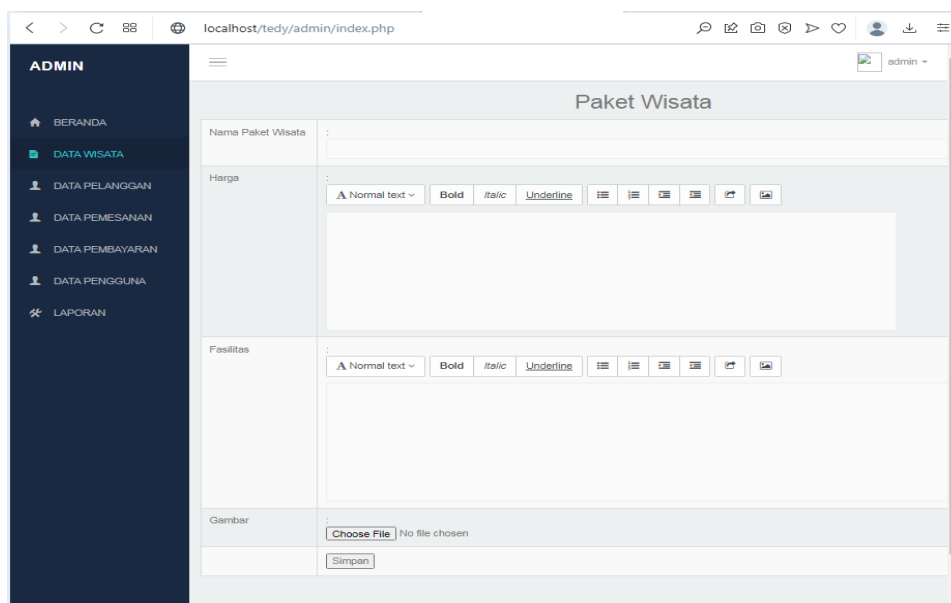 localhost/tedy/admin/index.php
ADMIN
admin
BERANDA
DATA WISATA
DATA PELANGGAN
DATA PEMESANAN
DATA PEMBAYARAN
DATA PENGGUNA
LAPORAN
Paket Wisata
Nama Paket Wisata :
Harga :
A Normal text Bold Italic Underline
Fasilitas :
A Normal text Bold Italic Underline
Gambar :
Choose File No file chosen
Simpan